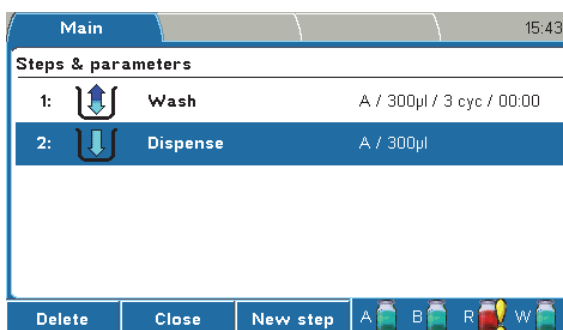 Main 15:43
Steps & parameters
1: Wash A / 300µl / 3 cyc / 00:00
2: Dispense A / 300µl
Delete Close New step A B R W